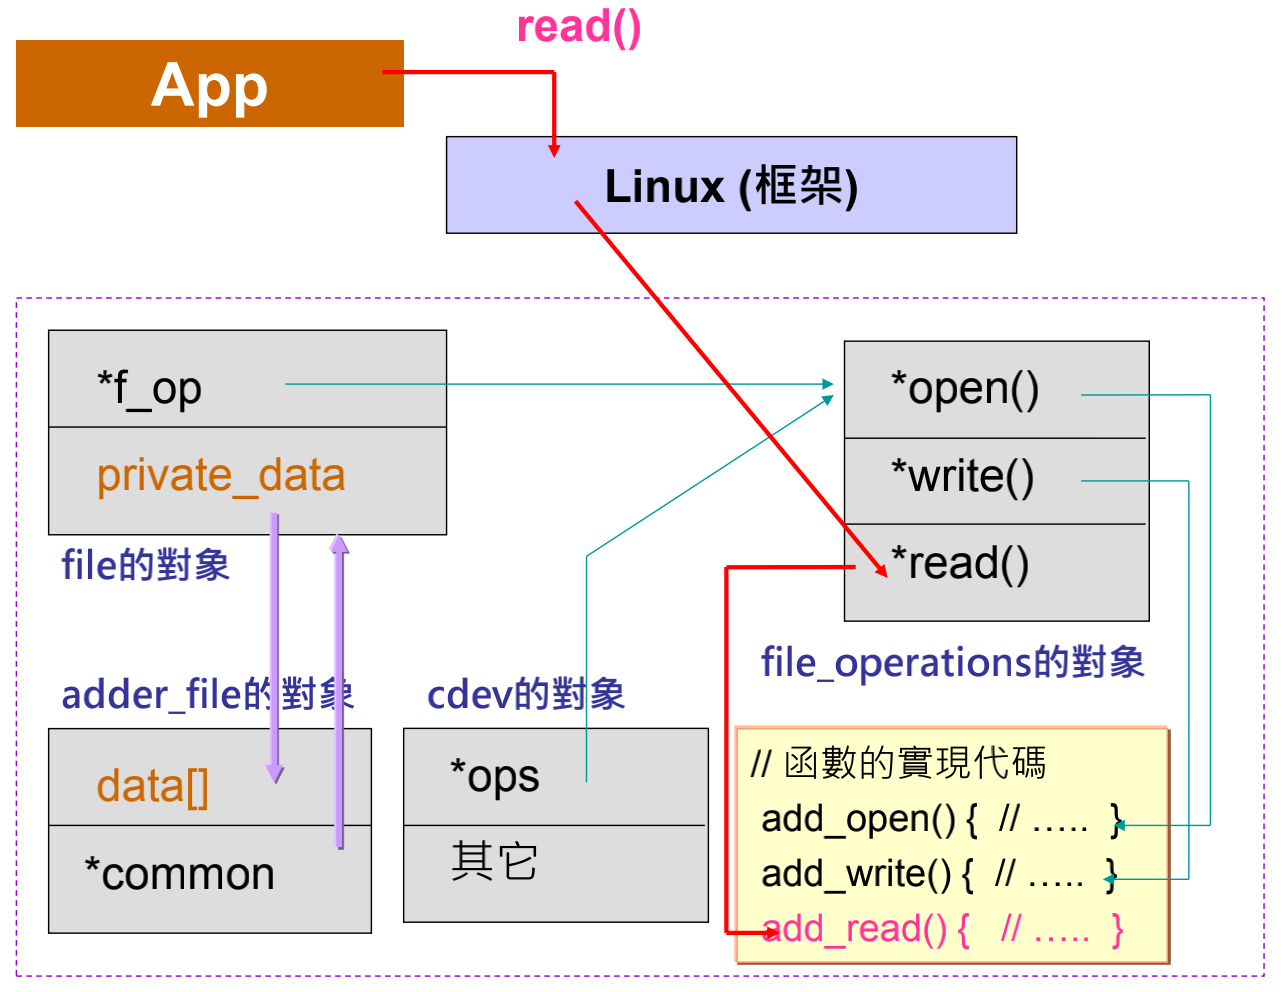 read()
App
Linux (框架)
*f_op
private_data
file的對象
*open()
*write()
*read()
file_operations的對象
adder_file的對象
data[]
*common
cdev的對象
*ops
其它
// 函數的實現代碼
add_open() { // ..... }
add_write() { // ..... }
add_read() { // ..... }